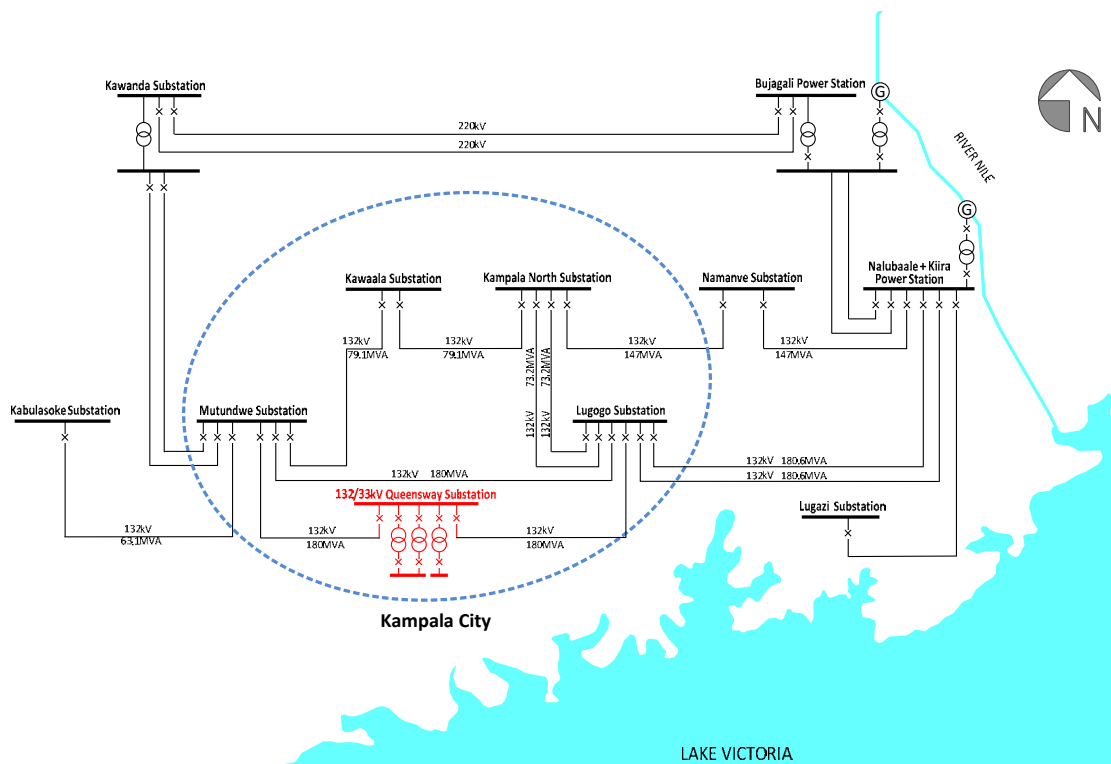 Kawanda Substation
Bujagali Power Station
G
N
220kV
220kV
RIVER NILE
G
Kawaala Substation
Kampala North Substation
Namanve Substation
Nalubaale + Kiira
Power Station
132kV
79.1MVA
132kV
79.1MVA
132kV
147MVA
132kV
147MVA
73.2MVA
73.2MVA
132kV
132kV
Kabulasoke Substation
Mutundwe Substation
Lugogo Substation
132kV 180MVA
132kV 180.6MVA
132kV 180.6MVA
132/33kV Queensway Substation
Lugazi Substation
132kV
63.1MVA
132kV
180MVA
132kV
180MVA
Kampala City
LAKE VICTORIA